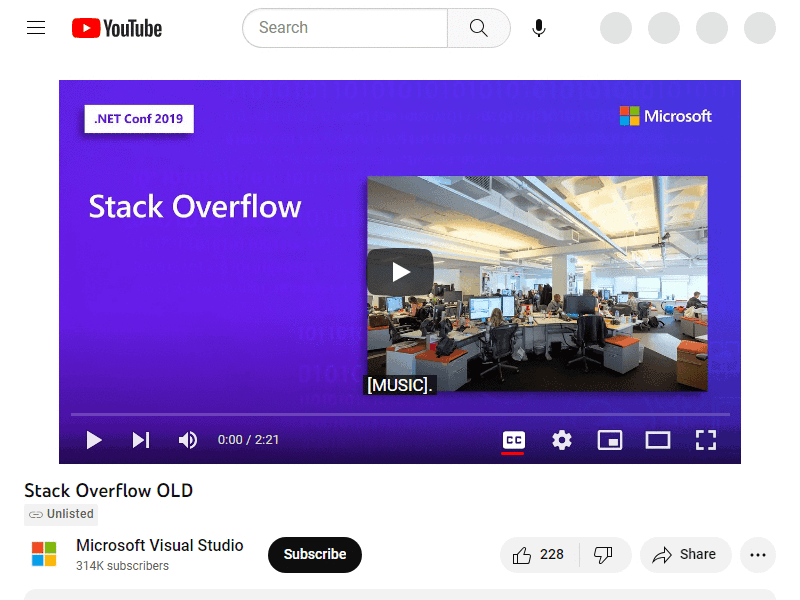 YouTube
Search
.NET Conf 2019
Microsoft
Stack Overflow
[MUSIC].
0:00 / 2:21
CC
Stack Overflow OLD
Unlisted
Microsoft Visual Studio
314K subscribers
Subscribe
228
Share